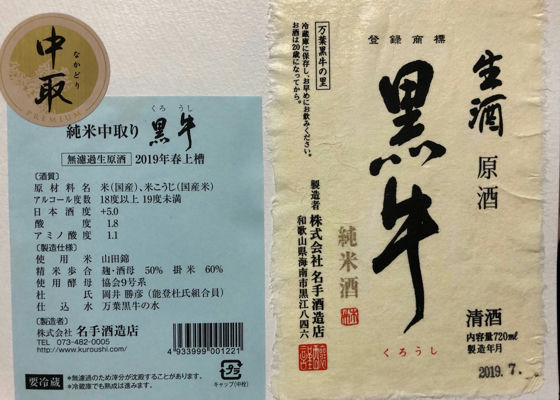 中取
なかどり
PREMIUM
くろ うし
純米中取り 黒牛
無濾過生原酒 2019年春上槽
〔酒質〕
原材料名 米(国産)、米こうじ(国産米)
アルコール度数 18度以上 19度未満
日本酒度 +5.0
酸度 1.8
アミノ酸度 1.1
〔製造仕様〕
使用米 山田錦
精米歩合 麹・酒母 50% 掛米 60%
使用酵母 協会9号系
杜氏 岡井 勝彦(能登杜氏組合員)
仕込水 万葉黒牛の水
〔製造者〕
株式会社 名手酒造店
TEL 073-482-0005
http://www.kuroushi.com/
4933999001221
キャップ(中栓)
プラ
要冷蔵
*無濾過のため滓分が沈殿することがあります。
*冷蔵庫でも熟成は進みます。
登録商標
生酒
原酒
黒牛
くろうし
純米酒
万葉黒牛の里
冷蔵庫に保存し、お早めにお飲みください。
お酒は20歳になってから。
製造者 株式会社 名手酒造店
和歌山県海南市黒江八四六
清酒
内容量720ml
製造年月
2019.7.